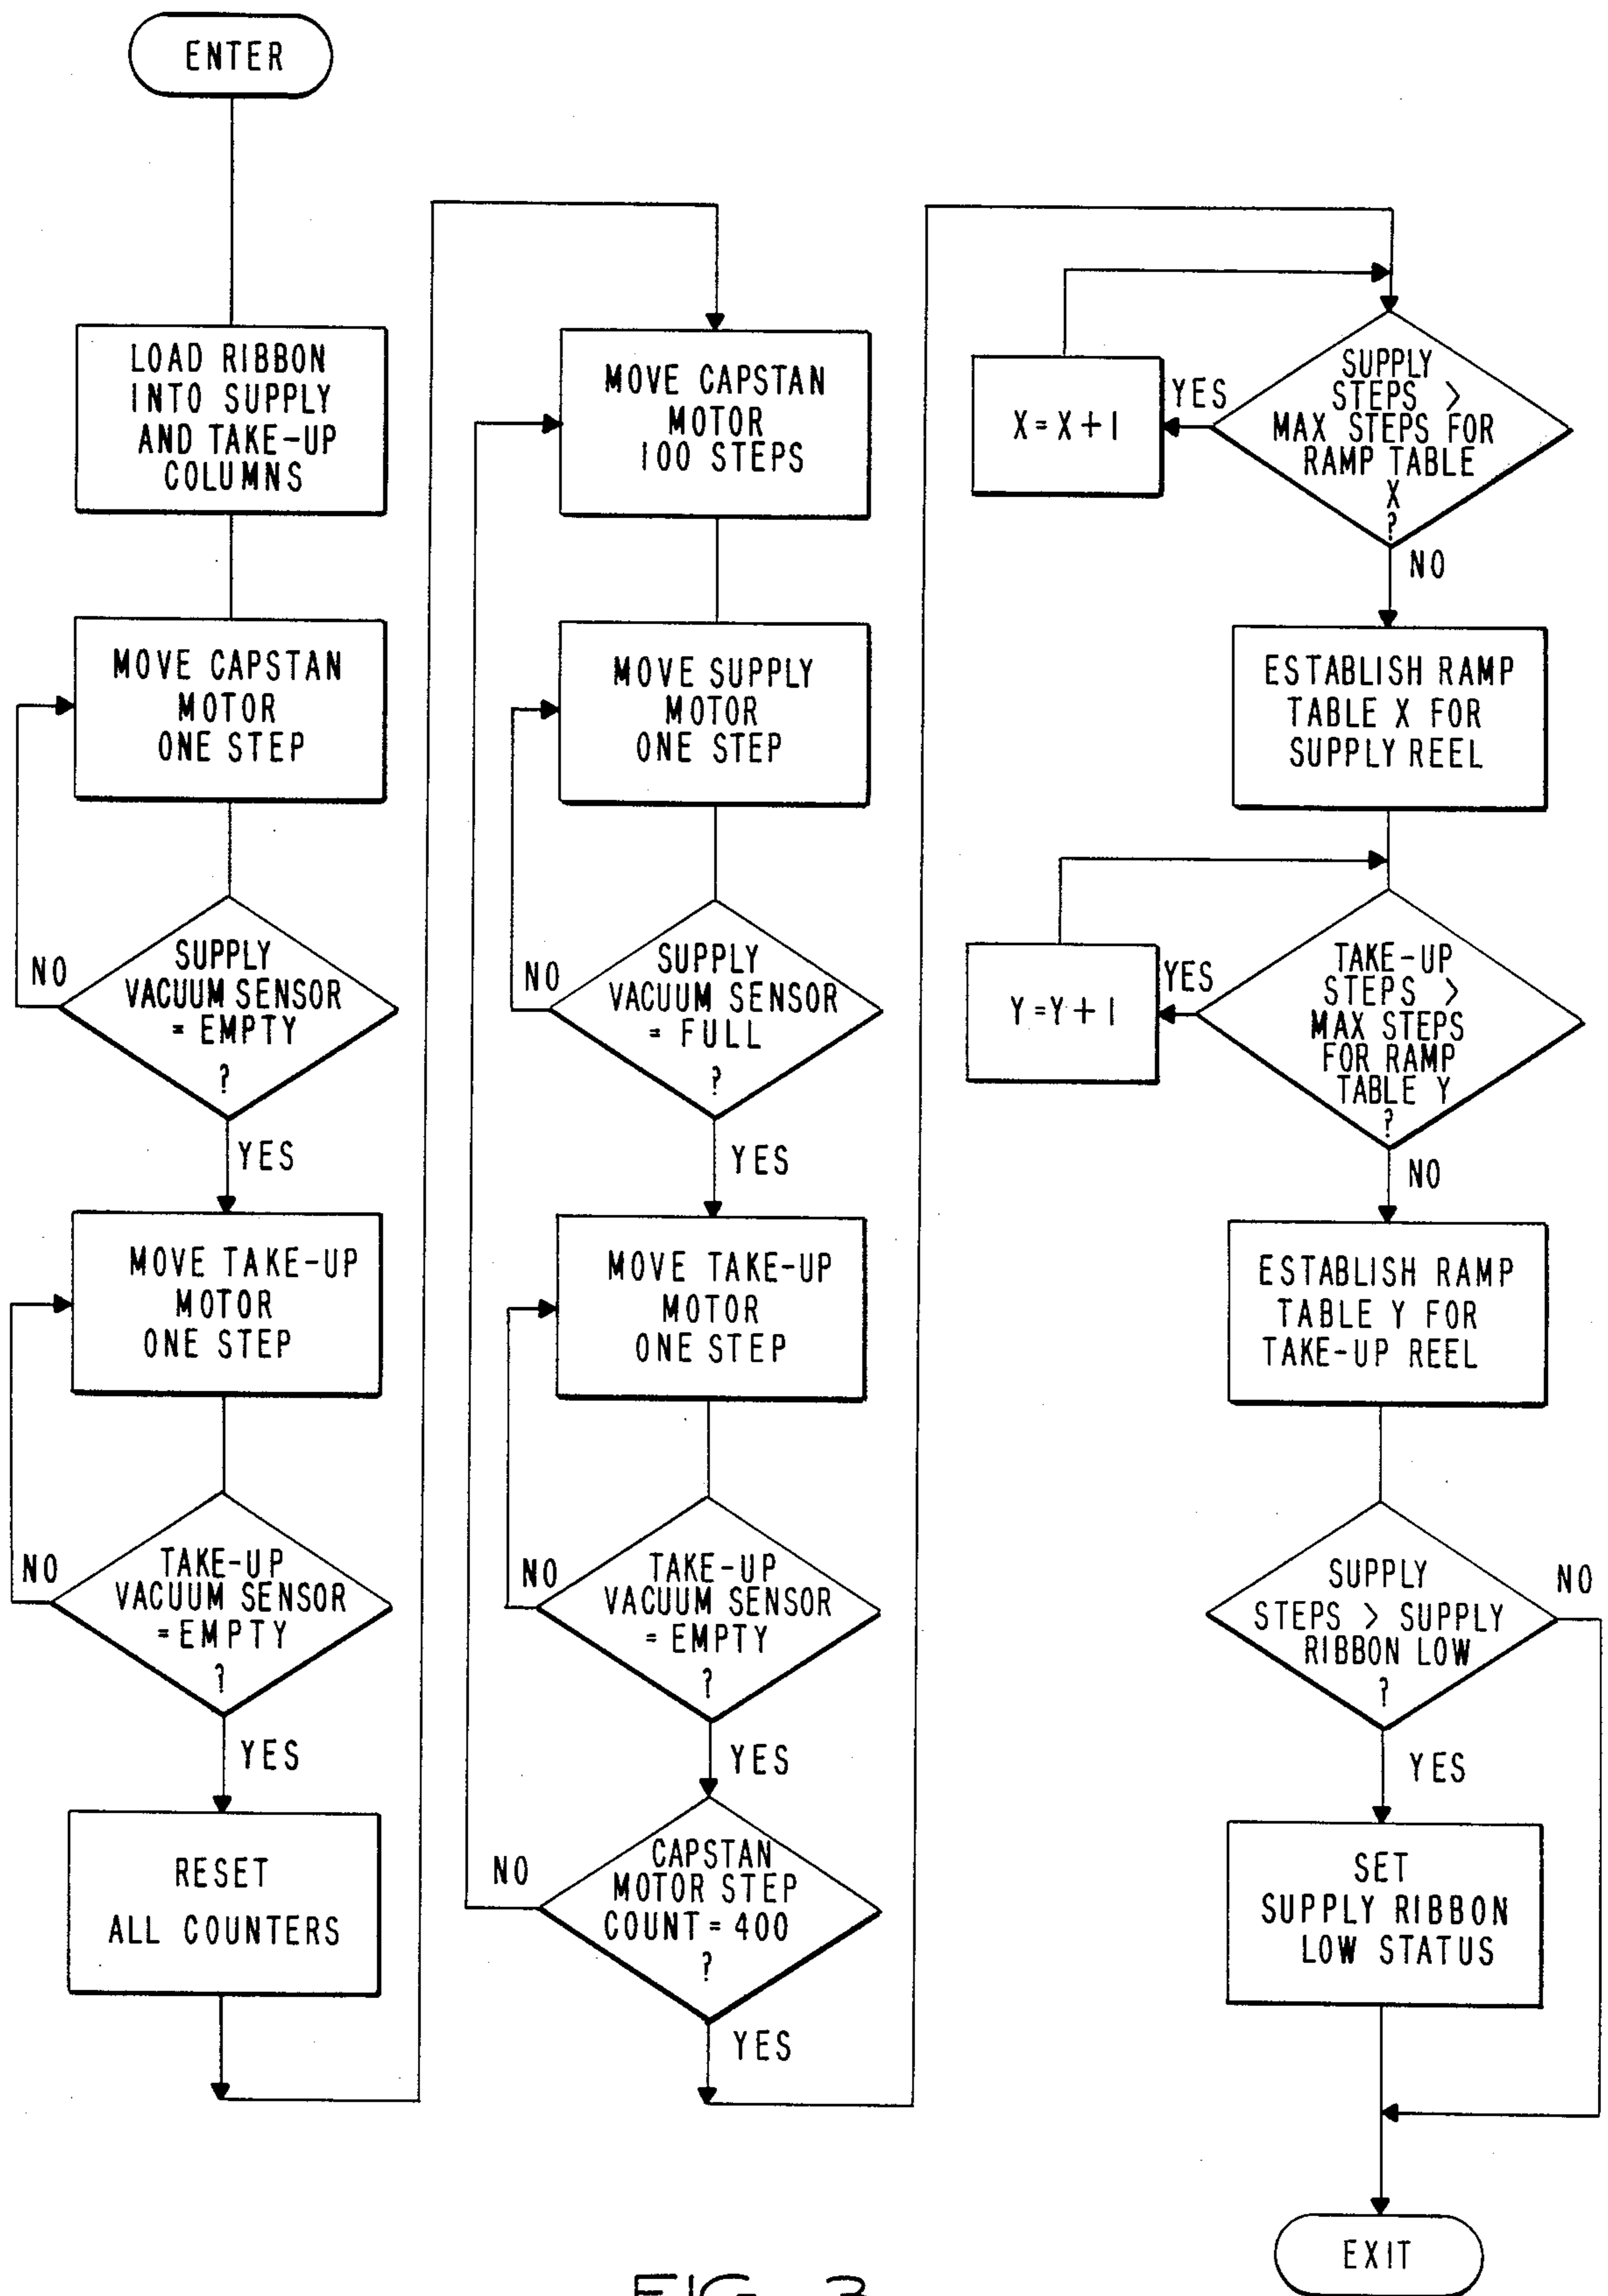 ENTER
LOAD RIBBON
INTO SUPPLY
AND TAKE-UP
COLUMNS
MOVE CAPSTAN
MOTOR
ONE STEP
SUPPLY
VACUUM SENSOR
= EMPTY
?
NO
YES
MOVE TAKE-UP
MOTOR
ONE STEP
TAKE-UP
VACUUM SENSOR
= EMPTY
?
NO
YES
RESET
ALL COUNTERS
MOVE CAPSTAN
MOTOR
100 STEPS
MOVE SUPPLY
MOTOR
ONE STEP
SUPPLY
VACUUM SENSOR
= FULL
?
NO
YES
MOVE TAKE-UP
MOTOR
ONE STEP
TAKE-UP
VACUUM SENSOR
= EMPTY
?
NO
YES
CAPSTAN
MOTOR STEP
COUNT = 400
?
NO
YES
SUPPLY
STEPS >
MAX STEPS FOR
RAMP TABLE
X
?
YES
X = X + 1
NO
ESTABLISH RAMP
TABLE X FOR
SUPPLY REEL
TAKE-UP
STEPS >
MAX STEPS
FOR RAMP
TABLE Y
?
YES
Y = Y + 1
NO
ESTABLISH RAMP
TABLE Y FOR
TAKE-UP REEL
SUPPLY
STEPS > SUPPLY
RIBBON LOW
?
NO
YES
SET
SUPPLY RIBBON
LOW STATUS
EXIT
FIG. 3